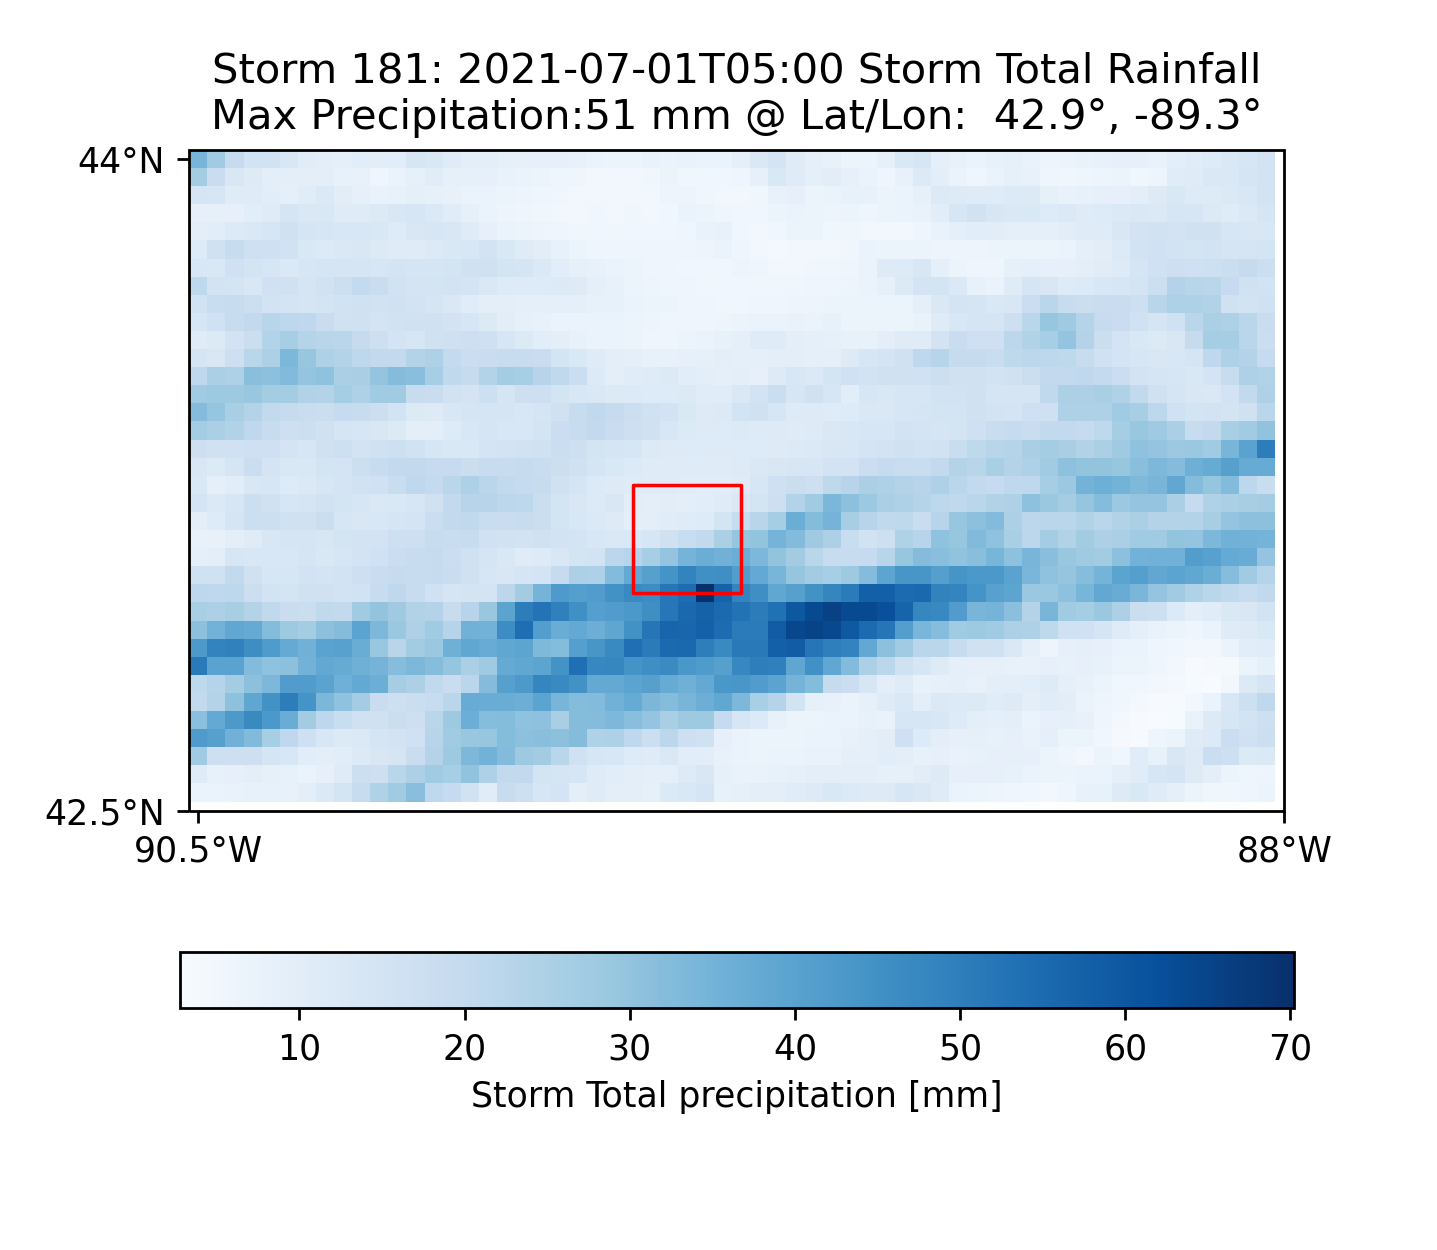 Storm 181: 2021-07-01T05:00 Storm Total Rainfall
Max Precipitation:51 mm @ Lat/Lon:  42.9°, -89.3°
44°N
42.5°N
90.5°W 88°W
10 20 30 40 50 60 70
Storm Total precipitation [mm]